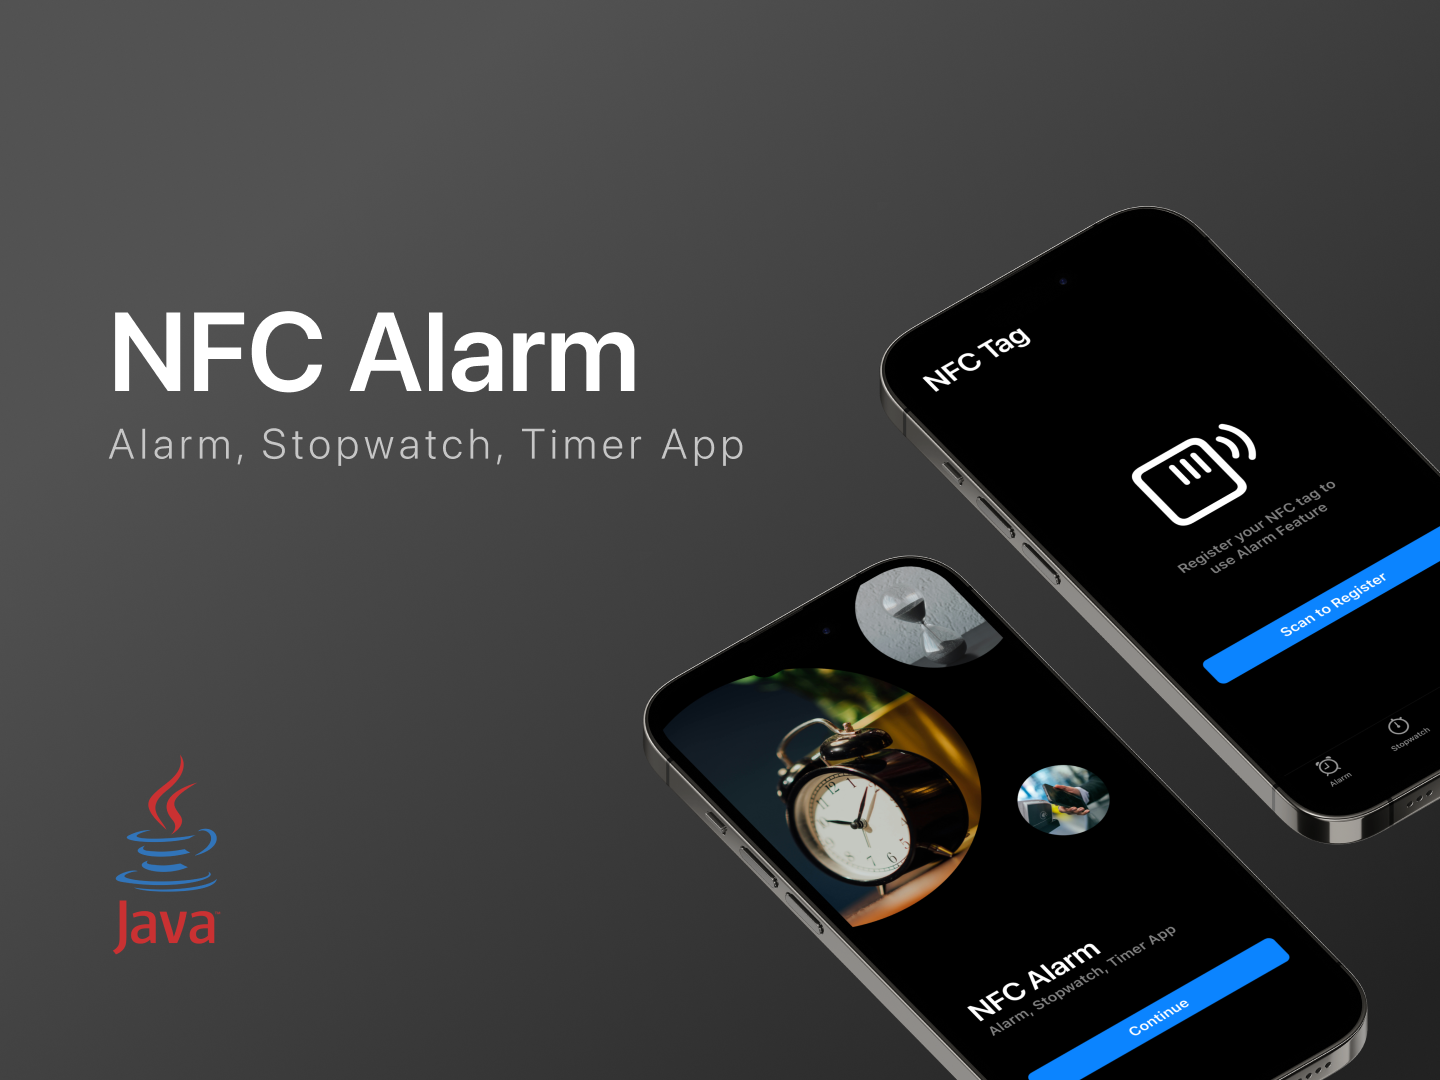 NFC Alarm
Alarm, Stopwatch, Timer App
NFC Tag
Register your NFC tag to
use Alarm Feature
Scan to Register
Alarm
Stopwatch
NFC Alarm
Alarm, Stopwatch, Timer App
Continue
Java